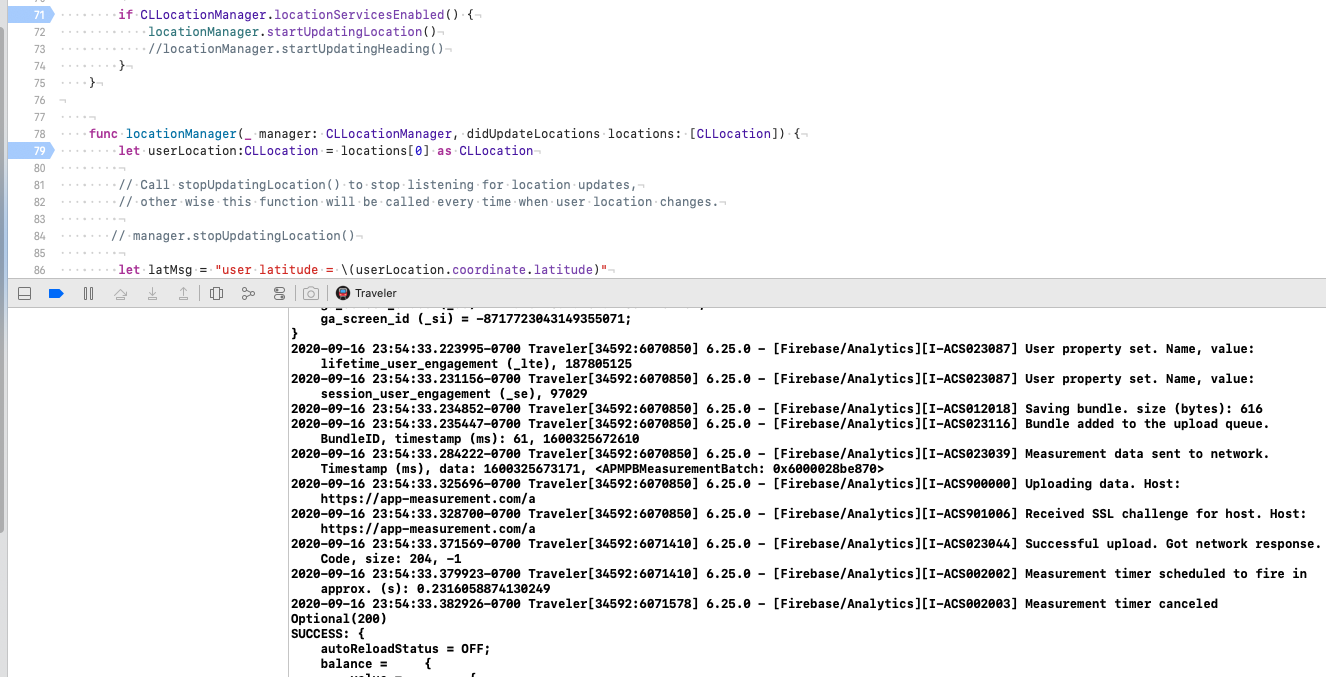 71 if CLLocationManager.locationServicesEnabled() {
72 locationManager.startUpdatingLocation()
73 //locationManager.startUpdatingHeading()
74 }
75 }
76
77
78 func locationManager(_ manager: CLLocationManager, didUpdateLocations locations: [CLLocation]) {
79 let userLocation:CLLocation = locations[0] as CLLocation
80
81 // Call stopUpdatingLocation() to stop listening for location updates,
82 // other wise this function will be called every time when user location changes.
83
84 // manager.stopUpdatingLocation()
85
86 let latMsg = "user latitude = \(userLocation.coordinate.latitude)"
Traveler
ga_screen_id (_si) = -8717723043149355071;
}
2020-09-16 23:54:33.223995-0700 Traveler[34592:6070850] 6.25.0 - [Firebase/Analytics][I-ACS023087] User property set. Name, value:
lifetime_user_engagement (_lte), 187805125
2020-09-16 23:54:33.231156-0700 Traveler[34592:6070850] 6.25.0 - [Firebase/Analytics][I-ACS023087] User property set. Name, value:
session_user_engagement (_se), 97029
2020-09-16 23:54:33.234852-0700 Traveler[34592:6070850] 6.25.0 - [Firebase/Analytics][I-ACS012018] Saving bundle. size (bytes): 616
2020-09-16 23:54:33.235447-0700 Traveler[34592:6070850] 6.25.0 - [Firebase/Analytics][I-ACS023116] Bundle added to the upload queue.
BundleID, timestamp (ms): 61, 1600325672610
2020-09-16 23:54:33.284222-0700 Traveler[34592:6070850] 6.25.0 - [Firebase/Analytics][I-ACS023039] Measurement data sent to network.
Timestamp (ms), data: 1600325673171, <APMPBMeasurementBatch: 0x6000028be870>
2020-09-16 23:54:33.325696-0700 Traveler[34592:6070850] 6.25.0 - [Firebase/Analytics][I-ACS900000] Uploading data. Host:
https://app-measurement.com/a
2020-09-16 23:54:33.328700-0700 Traveler[34592:6070850] 6.25.0 - [Firebase/Analytics][I-ACS901006] Received SSL challenge for host. Host:
https://app-measurement.com/a
2020-09-16 23:54:33.371569-0700 Traveler[34592:6071410] 6.25.0 - [Firebase/Analytics][I-ACS023044] Successful upload. Got network response.
Code, size: 204, -1
2020-09-16 23:54:33.379923-0700 Traveler[34592:6071410] 6.25.0 - [Firebase/Analytics][I-ACS002002] Measurement timer scheduled to fire in
approx. (s): 0.2316058874130249
2020-09-16 23:54:33.382926-0700 Traveler[34592:6071578] 6.25.0 - [Firebase/Analytics][I-ACS002003] Measurement timer canceled
Optional(200)
SUCCESS: {
autoReloadStatus = OFF;
balance = {